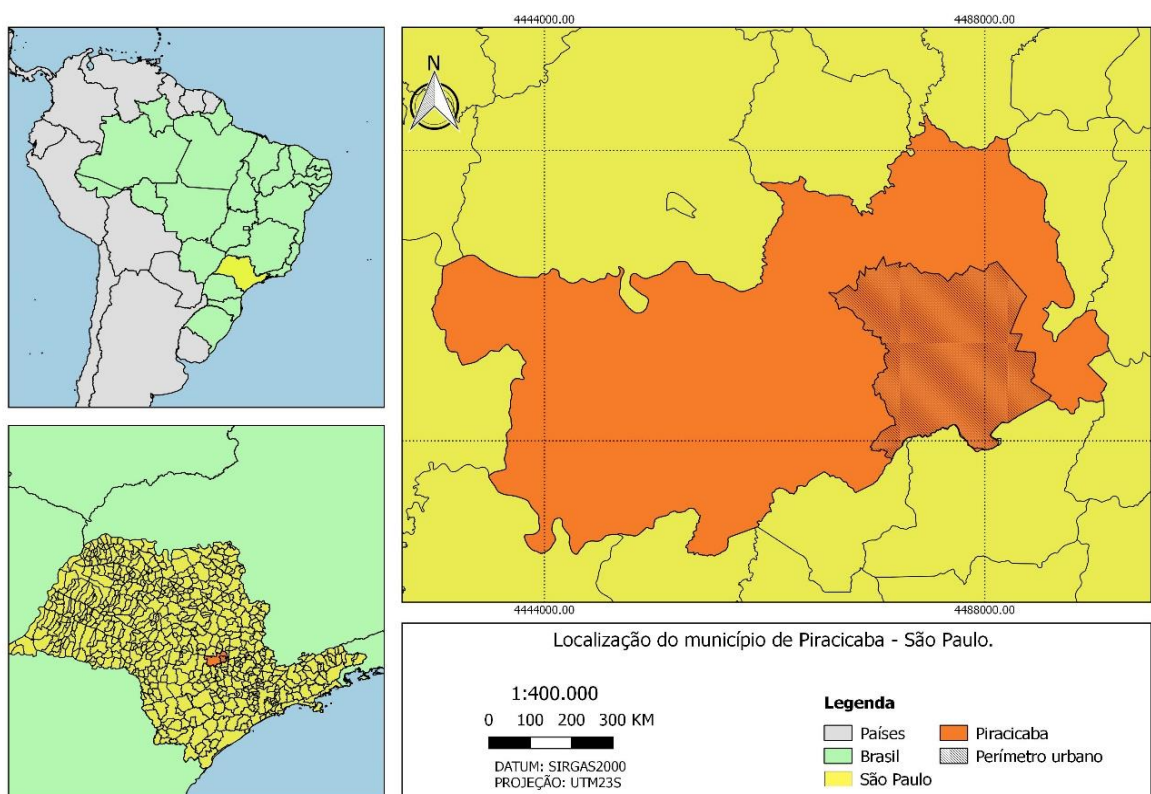 4444000.00
4488000.00
4444000.00
4488000.00
Localização do município de Piracicaba - São Paulo.
1:400.000
0 100 200 300 KM
DATUM: SIRGAS2000
PROJEÇÃO: UTM23S
Legenda
Países
Brasil
São Paulo
Piracicaba
Perímetro urbano